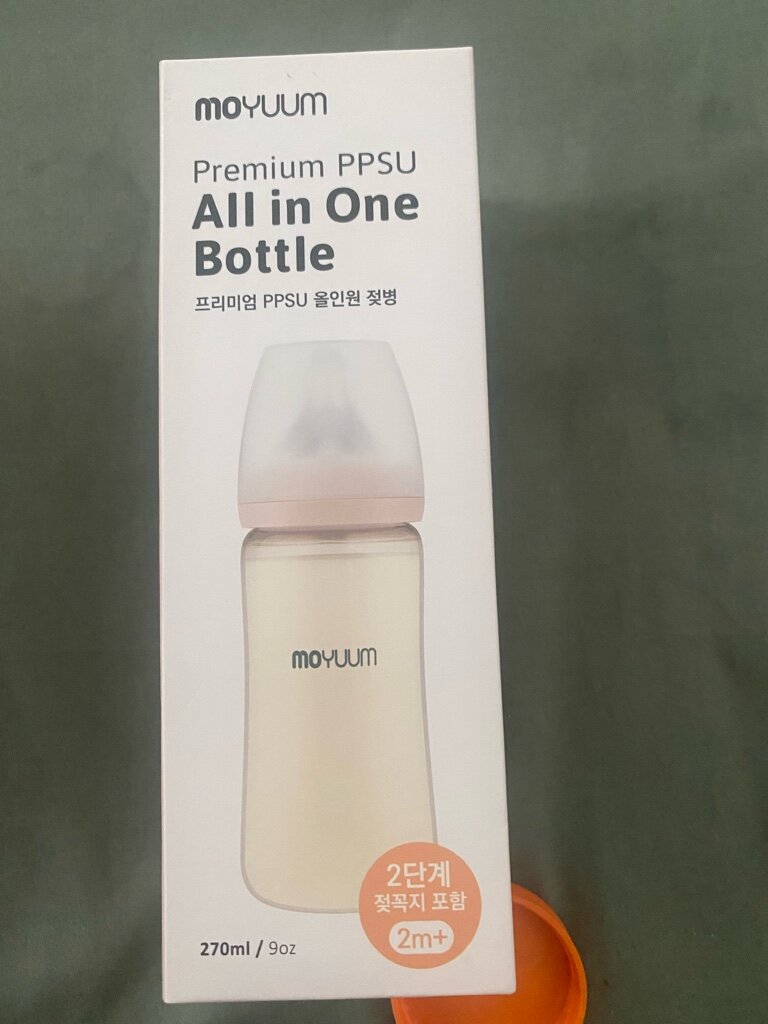 moyuum
Premium PPSU
All in One
Bottle
프리미엄 PPSU 올인원 젖병
moyuum
2단계
젖꼭지 포함
2m+
270ml / 9oz